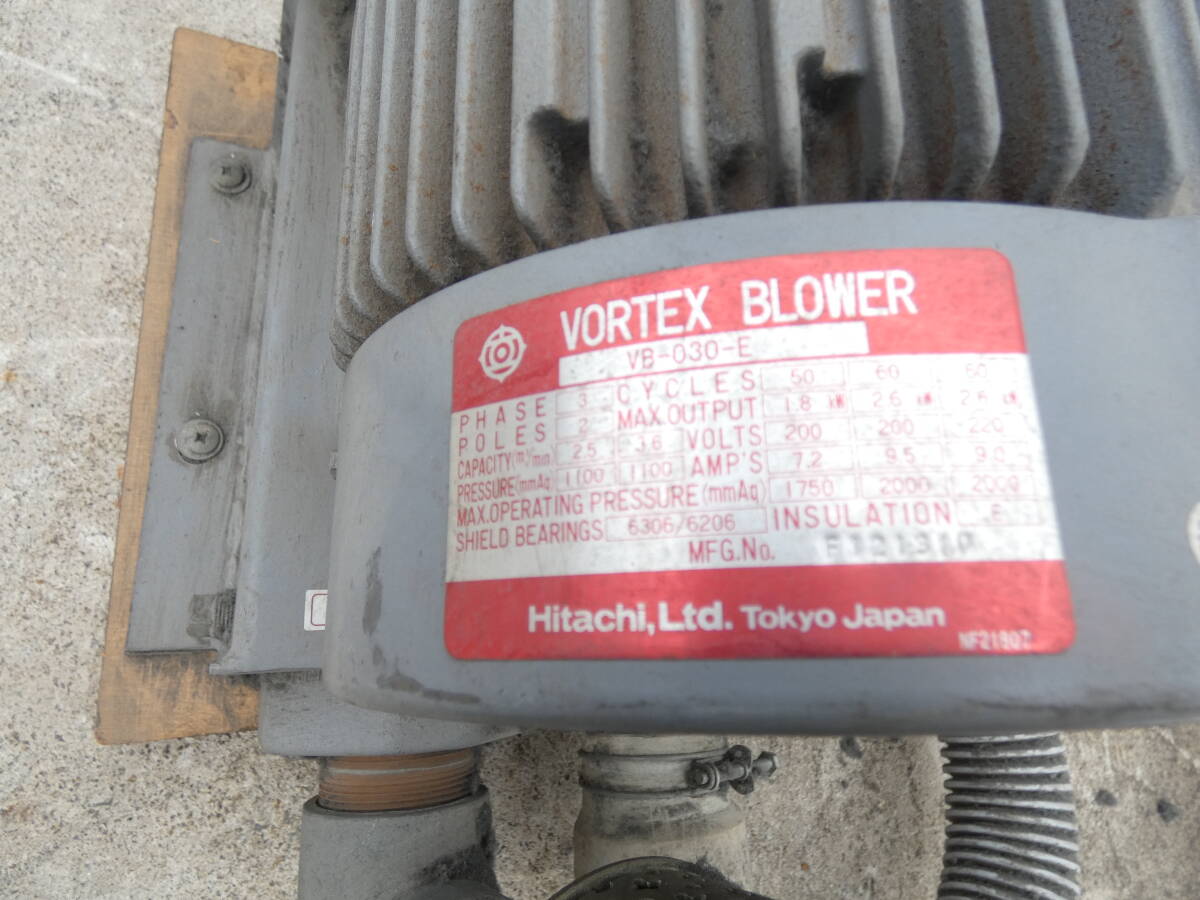 VORTEX BLOWER
VB-030-E
PHASE 3 CYCLES 50 60 60
POLES 2 MAX.OUTPUT 1.8 kW 2.6 kW 2.6 kW
CAPACITY(m³/min) 2.5 3.6 VOLTS 200 200 220
PRESSURE(mmAq) 1100 1100 AMP'S 7.2 9.5 9.0
MAX.OPERATING PRESSURE(mmAq) 1750 2000 2000
SHIELD BEARINGS 6306/6206 INSULATION
MFG.No.
Hitachi, Ltd. Tokyo Japan
NF21807